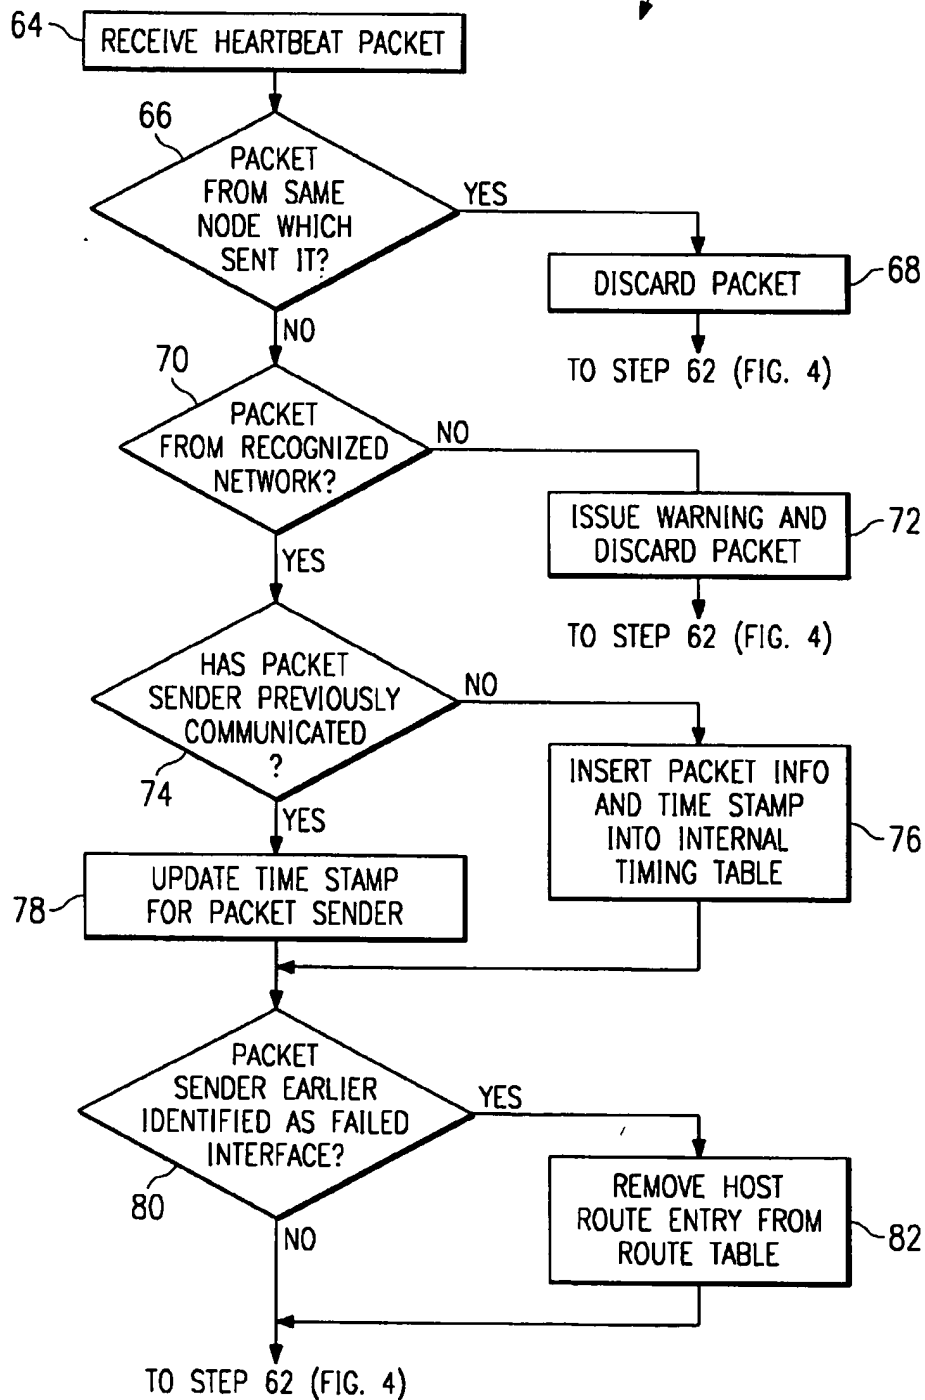 64
RECEIVE HEARTBEAT PACKET
66
PACKET
FROM SAME
NODE WHICH
SENT IT?
YES
DISCARD PACKET
68
TO STEP 62 (FIG. 4)
NO
70
PACKET
FROM RECOGNIZED
NETWORK?
NO
ISSUE WARNING AND
DISCARD PACKET
72
TO STEP 62 (FIG. 4)
YES
HAS PACKET
SENDER PREVIOUSLY
COMMUNICATED
?
74
NO
INSERT PACKET INFO
AND TIME STAMP
INTO INTERNAL
TIMING TABLE
76
YES
UPDATE TIME STAMP
FOR PACKET SENDER
78
PACKET
SENDER EARLIER
IDENTIFIED AS FAILED
INTERFACE?
80
YES
REMOVE HOST
ROUTE ENTRY FROM
ROUTE TABLE
82
NO
TO STEP 62 (FIG. 4)